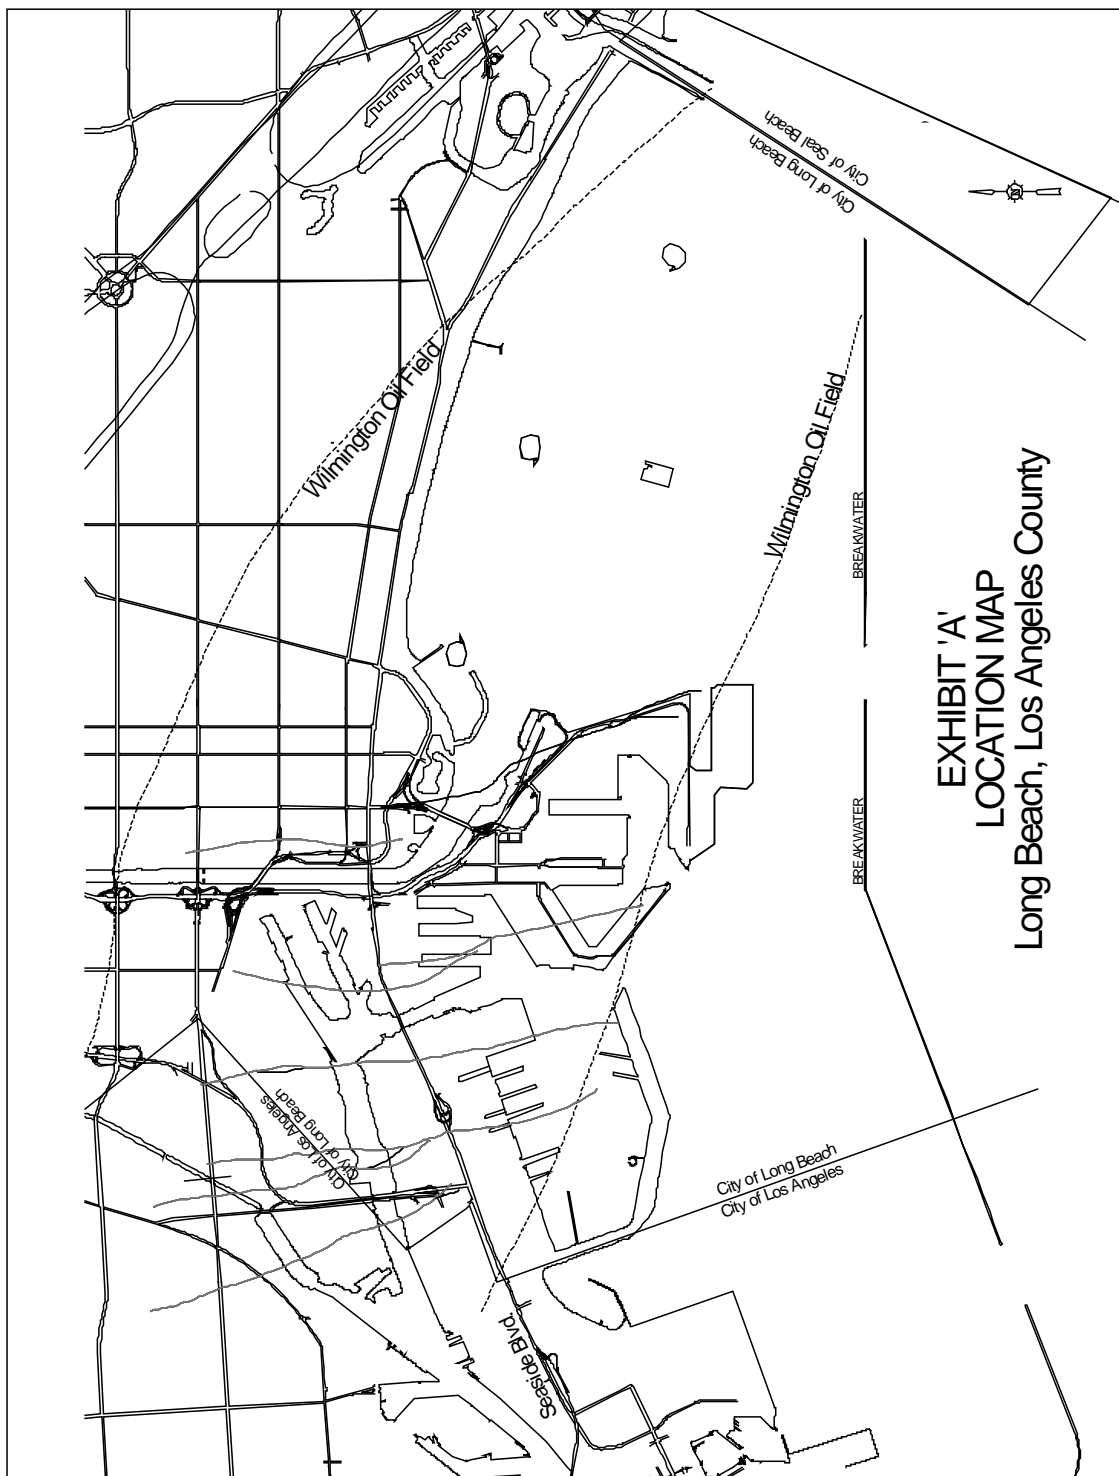 EXHIBIT 'A'
LOCATION MAP
Long Beach, Los Angeles County
Wilmington Oil Field
Wilmington Oil Field
City of Seal Beach
City of Long Beach
BREAKWATER
BREAKWATER
City of Los Angeles
City of Long Beach
City of Long Beach
City of Los Angeles
Seaside Blvd.
N